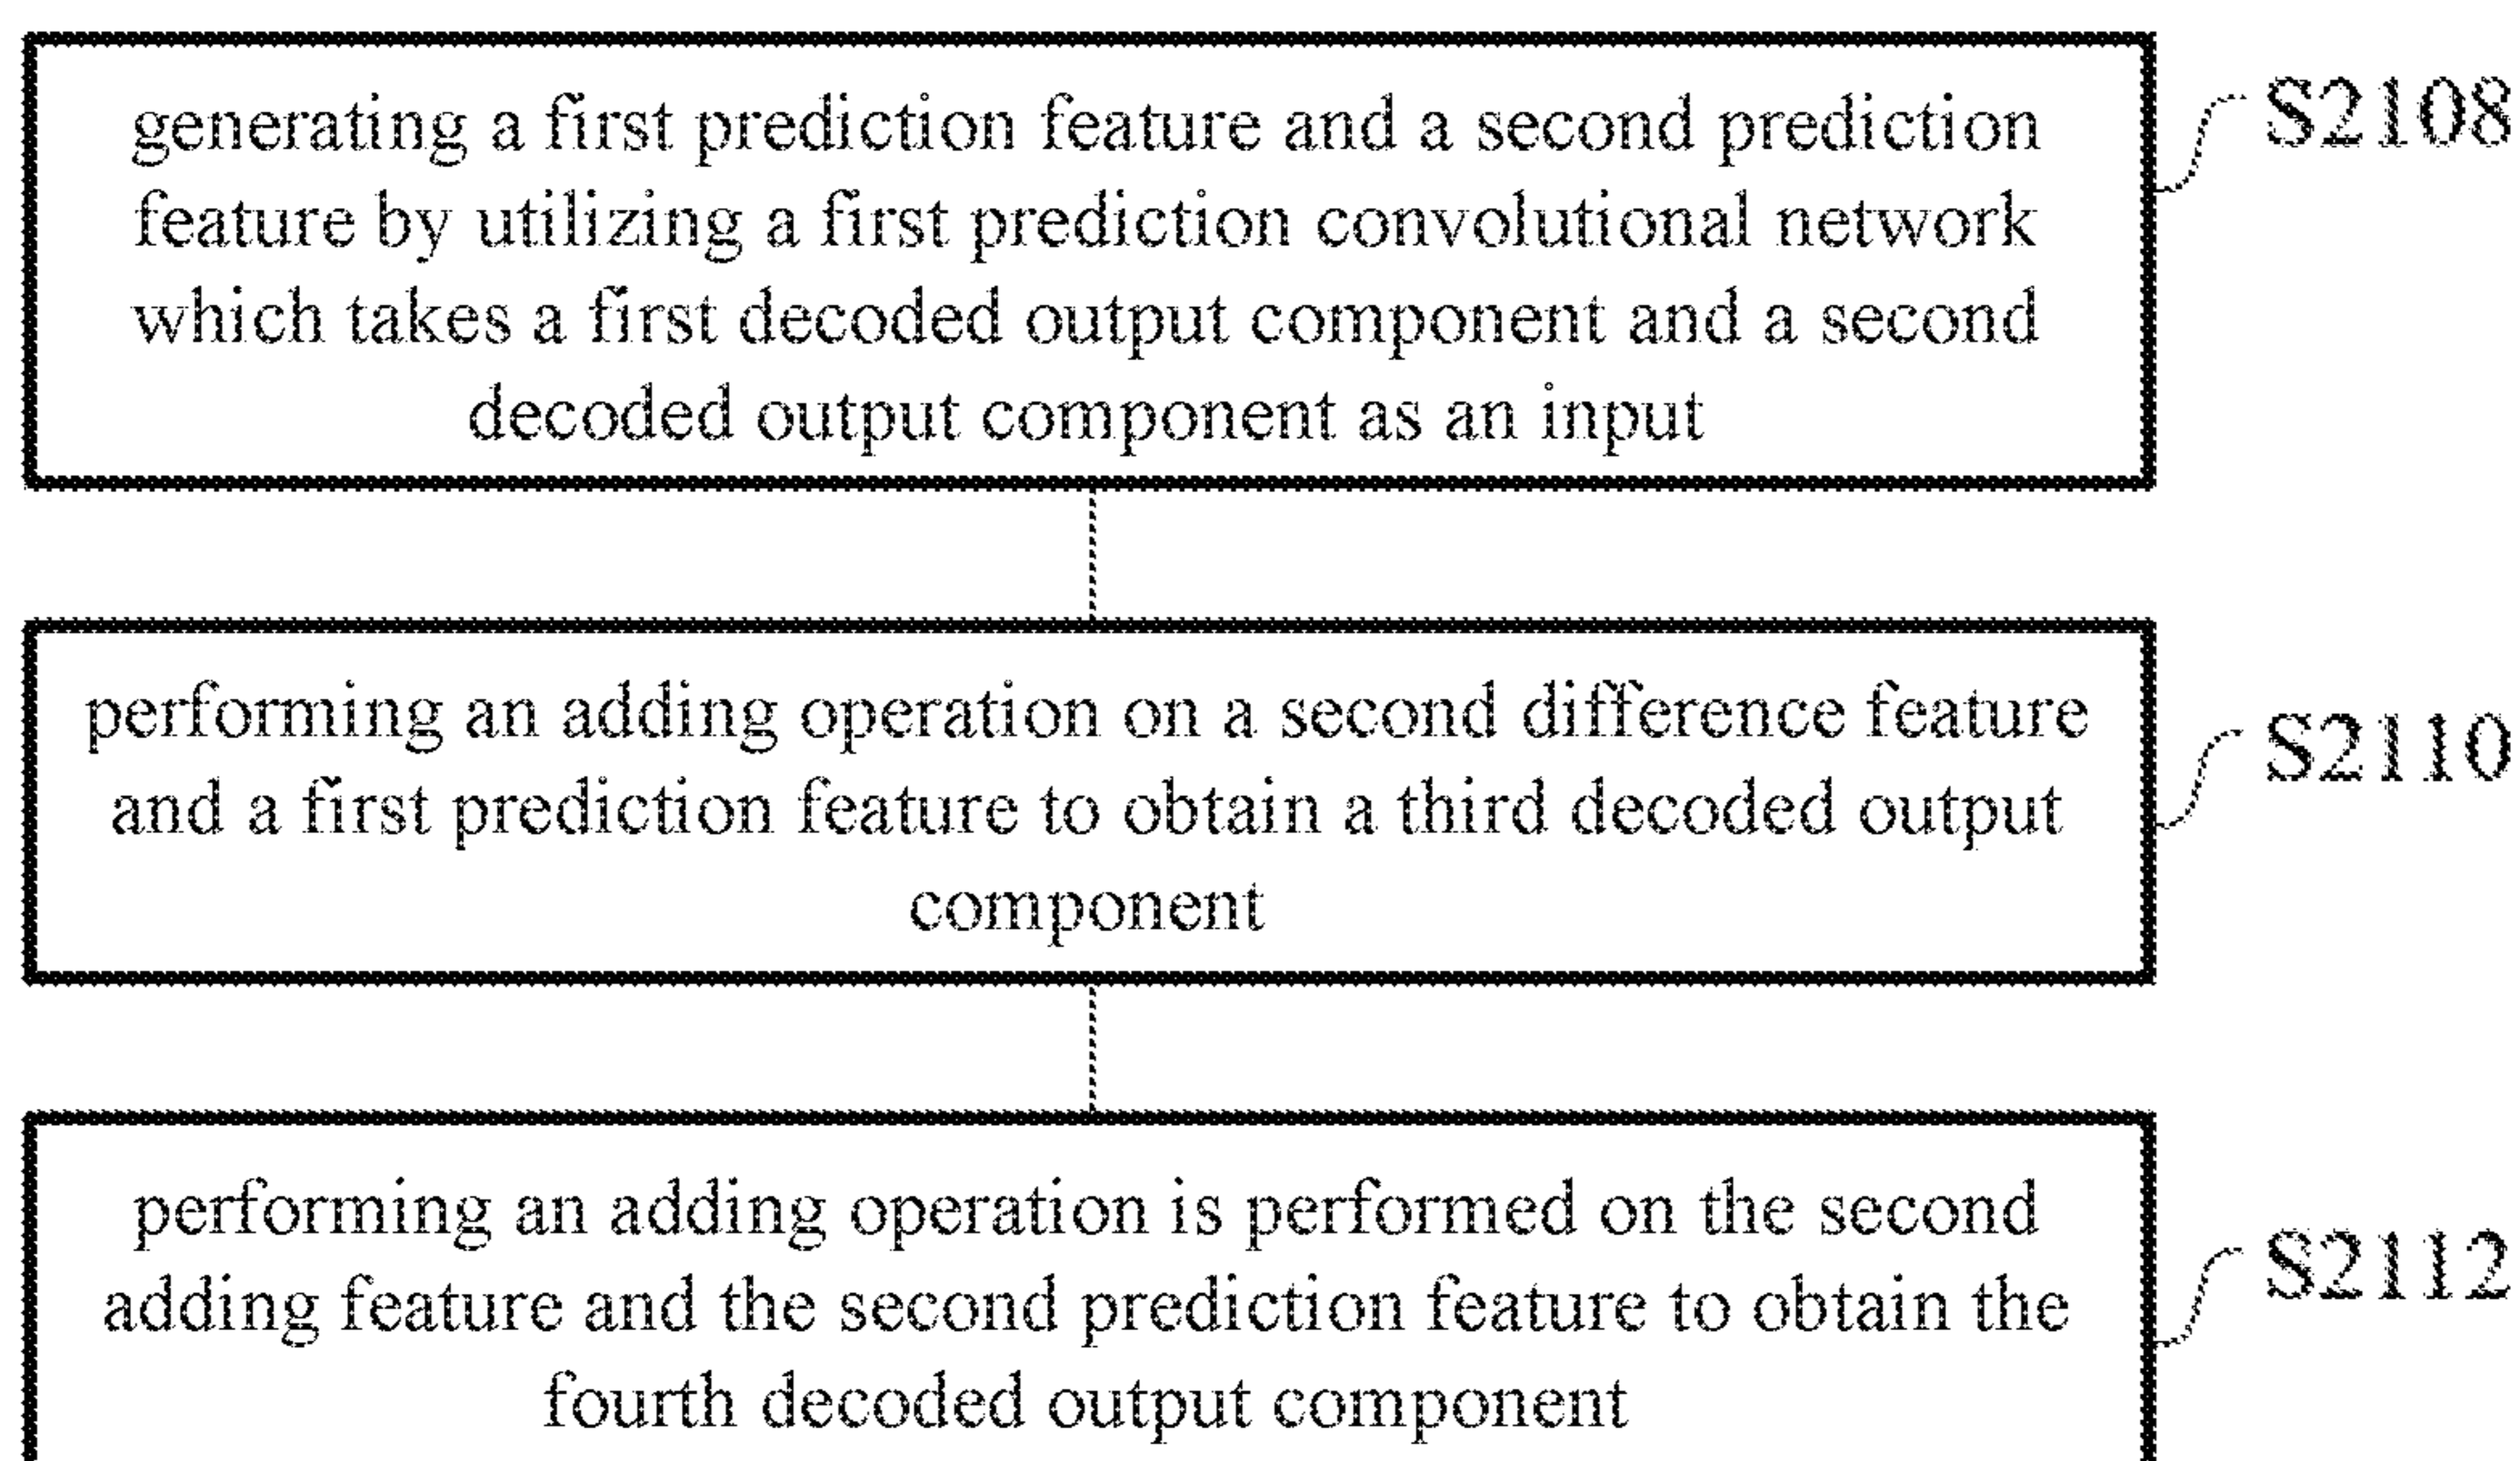 generating a first prediction feature and a second prediction
feature by utilizing a first prediction convolutional network
which takes a first decoded output component and a second
decoded output component as an input
S2108
performing an adding operation on a second difference feature
and a first prediction feature to obtain a third decoded output
component
S2110
performing an adding operation is performed on the second
adding feature and the second prediction feature to obtain the
fourth decoded output component
S2112